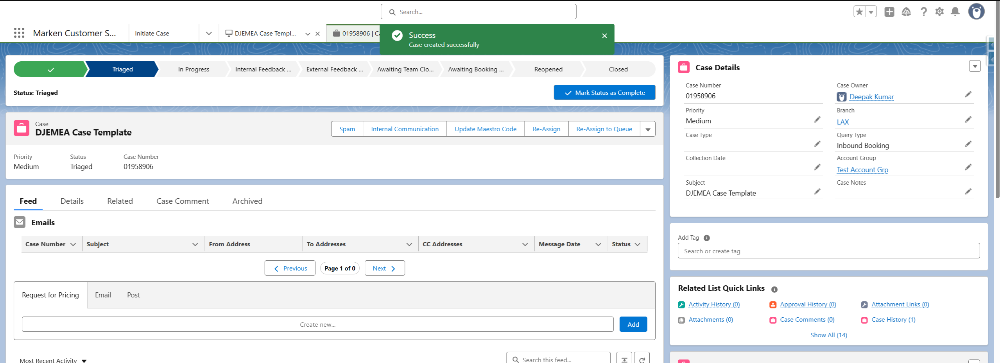 Search...
Marken Customer S...
Initiate Case
DJEMEA Case Templ...
01958906 | Ca
Success
Case created successfully
Triaged
In Progress
Internal Feedback ...
External Feedback ...
Awaiting Team Clo...
Awaiting Booking ...
Reopened
Closed
Status: Triaged
Mark Status as Complete
Case
DJEMEA Case Template
Spam
Internal Communication
Update Maestro Code
Re-Assign
Re-Assign to Queue
Priority
Status
Case Number
Medium
Triaged
01958906
Feed
Details
Related
Case Comment
Archived
Emails
Case Number
Subject
From Address
To Addresses
CC Addresses
Message Date
Status
Previous
Page 1 of 0
Next
Request for Pricing
Email
Post
Create new...
Add
Most Recent Activity
Search this feed...
Case Details
Case Number
01958906
Case Owner
Deepak Kumar
Priority
Medium
Branch
LAX
Case Type
Query Type
Inbound Booking
Collection Date
Account Group
Test Account Grp
Subject
DJEMEA Case Template
Case Notes
Add Tag
Search or create tag
Related List Quick Links
Activity History (0)
Approval History (0)
Attachment Links (0)
Attachments (0)
Case Comments (0)
Case History (1)
Show All (14)